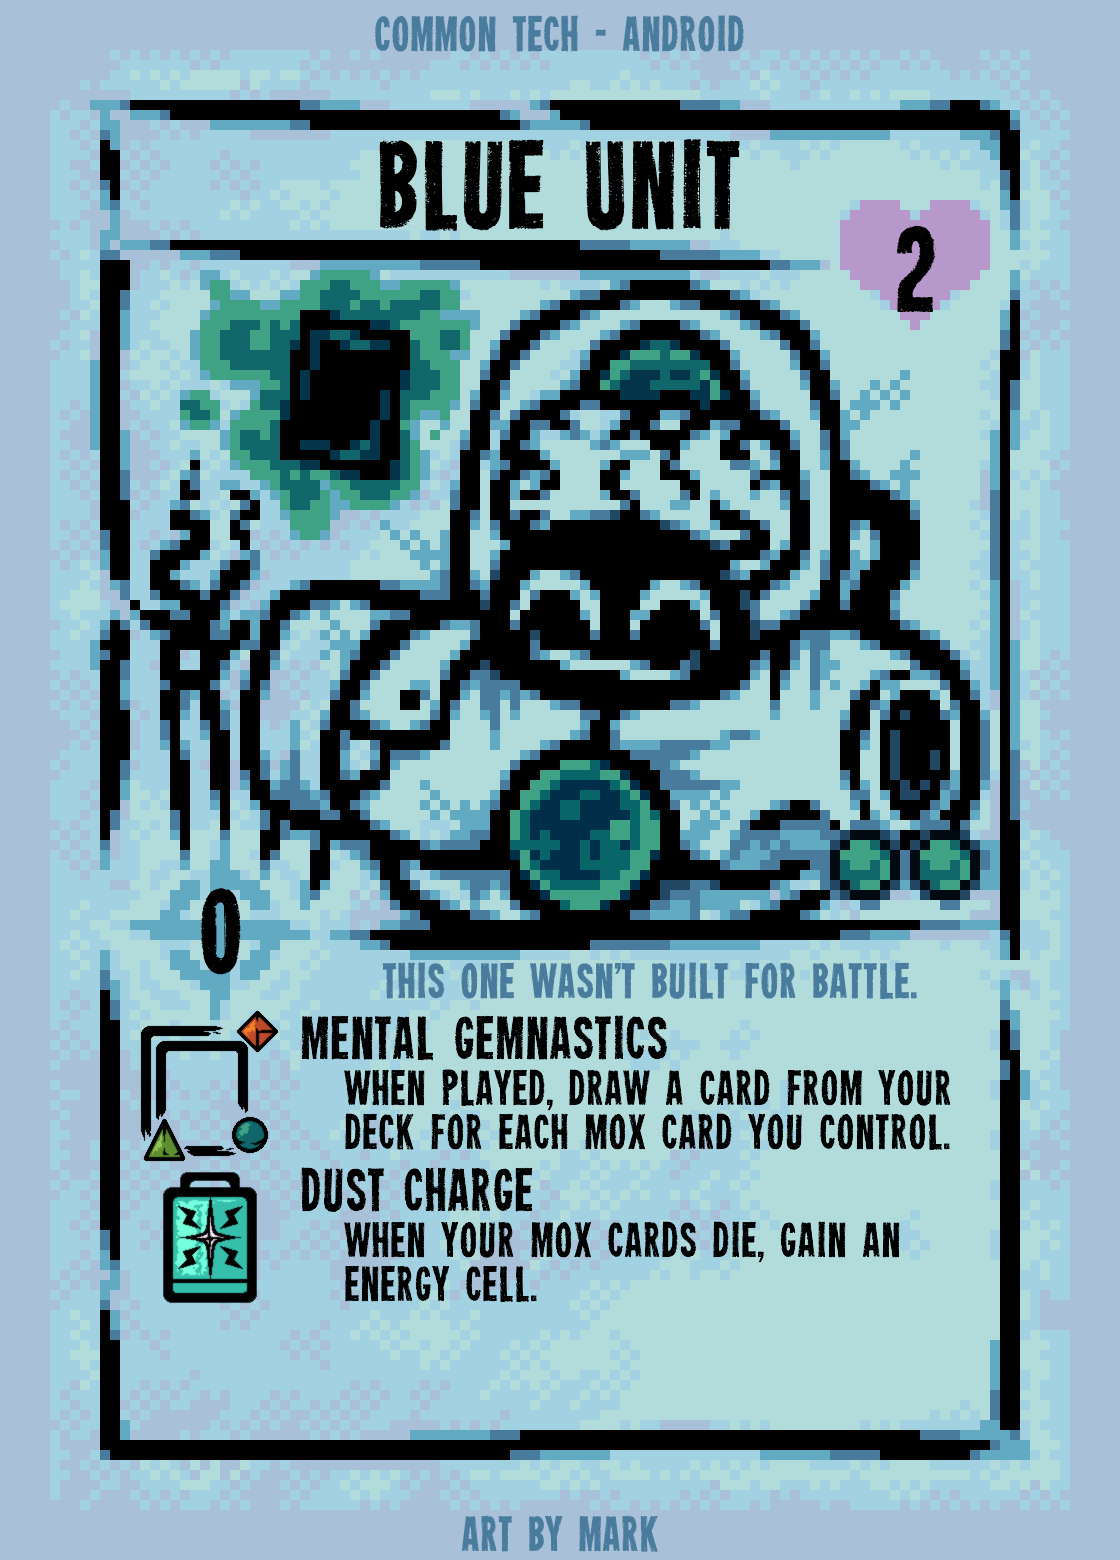 COMMON TECH - ANDROID
BLUE UNIT
2
0
THIS ONE WASN'T BUILT FOR BATTLE.
MENTAL GEMNASTICS
WHEN PLAYED, DRAW A CARD FROM YOUR
DECK FOR EACH MOX CARD YOU CONTROL.
DUST CHARGE
WHEN YOUR MOX CARDS DIE, GAIN AN
ENERGY CELL.
ART BY MARK